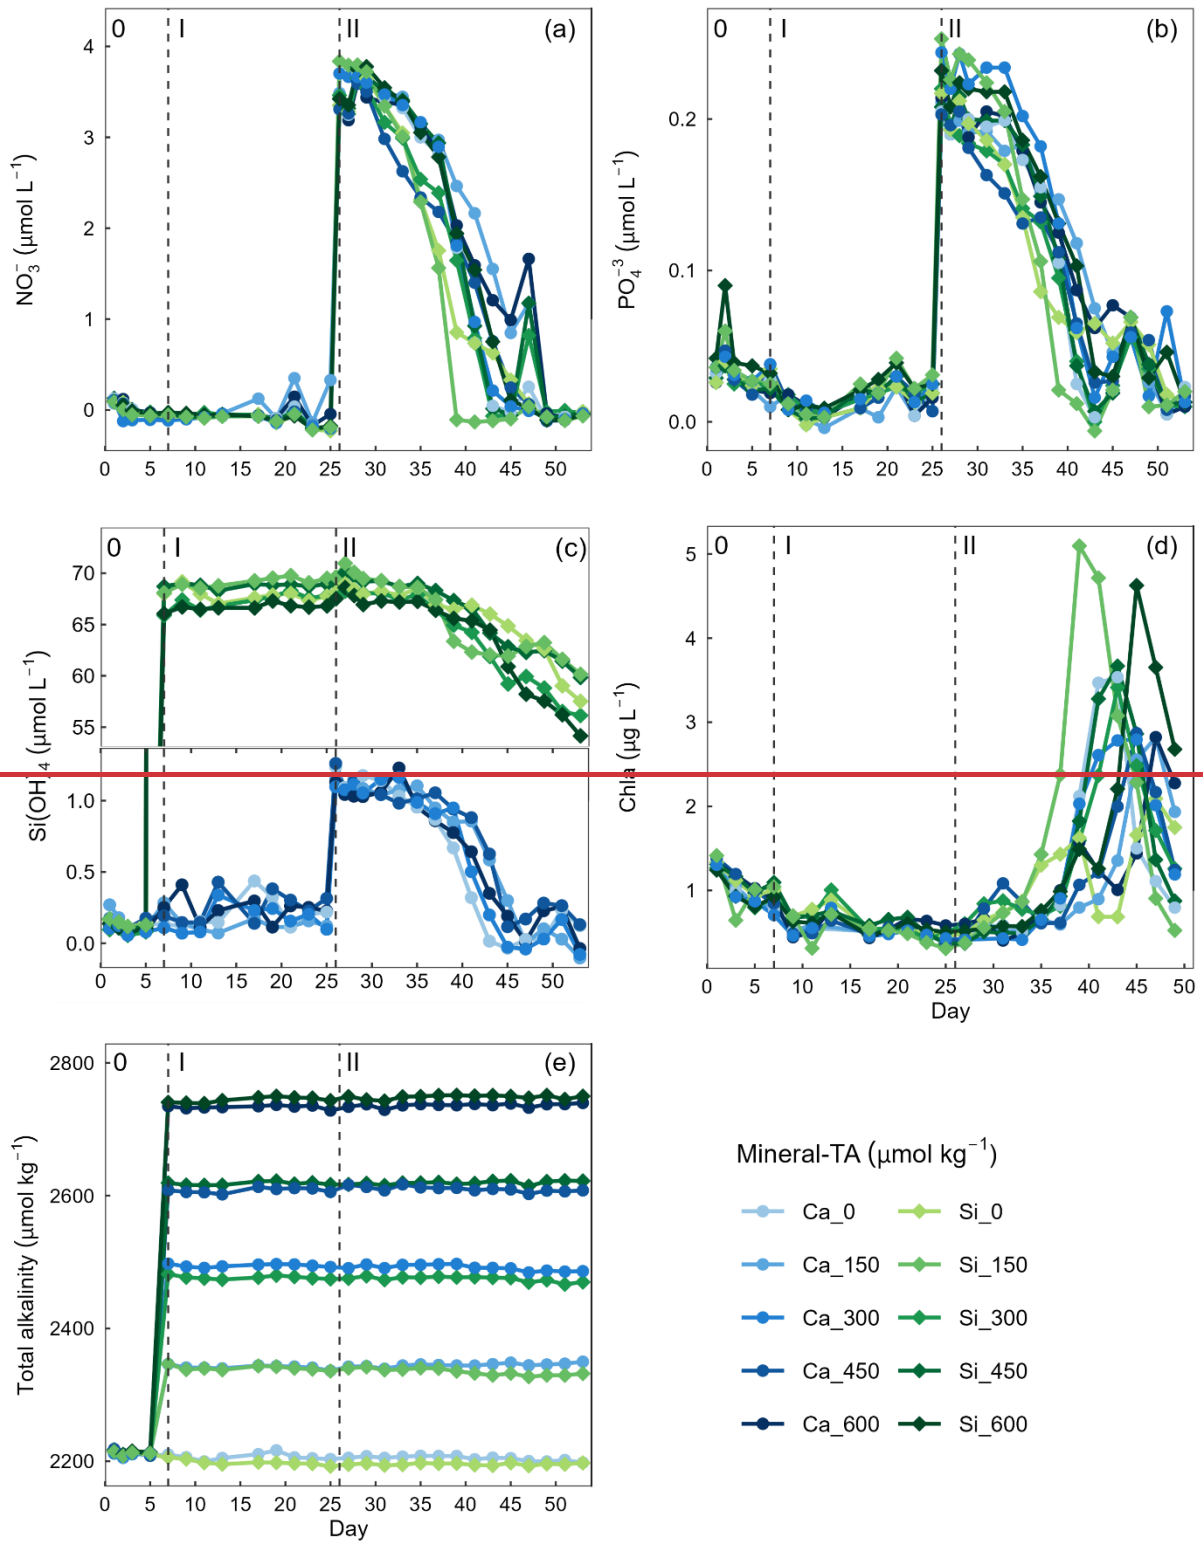 0 I II (a)
4
3
2
1
0
NO₃⁻ (µmol L⁻¹)
0 5 10 15 20 25 30 35 40 45 50
0 I II (b)
0.2
0.1
0.0
PO₄⁻³ (µmol L⁻¹)
0 5 10 15 20 25 30 35 40 45 50
0 I II (c)
70
65
60
55
1.0
0.5
0.0
Si(OH)₄ (µmol L⁻¹)
0 5 10 15 20 25 30 35 40 45 50
0 I II (d)
5
4
3
2
1
Chla (µg L⁻¹)
0 5 10 15 20 25 30 35 40 45 50
Day
0 I II (e)
2800
2600
2400
2200
Total alkalinity (µmol kg⁻¹)
0 5 10 15 20 25 30 35 40 45 50
Day
Mineral-TA (µmol kg⁻¹)
Ca_0 Si_0
Ca_150 Si_150
Ca_300 Si_300
Ca_450 Si_450
Ca_600 Si_600